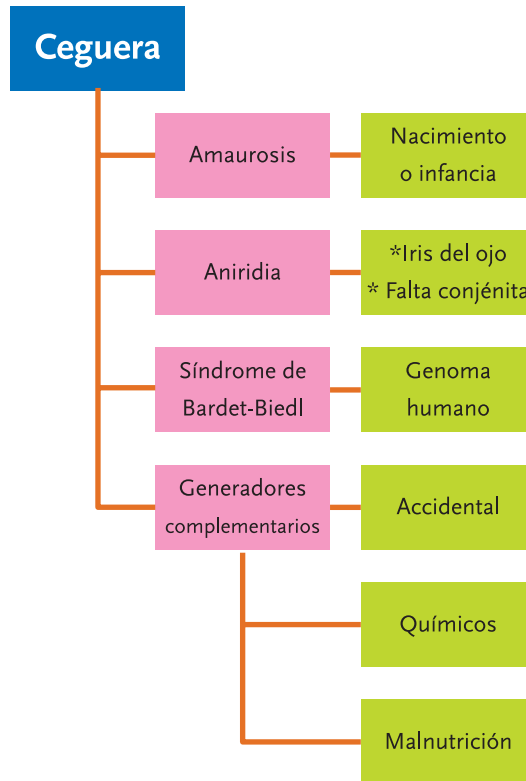 Ceguera
Amaurosis
Nacimiento
o infancia
Aniridia
*Iris del ojo
* Falta conjénita
Síndrome de
Bardet-Biedl
Genoma
humano
Generadores
complementarios
Accidental
Químicos
Malnutrición